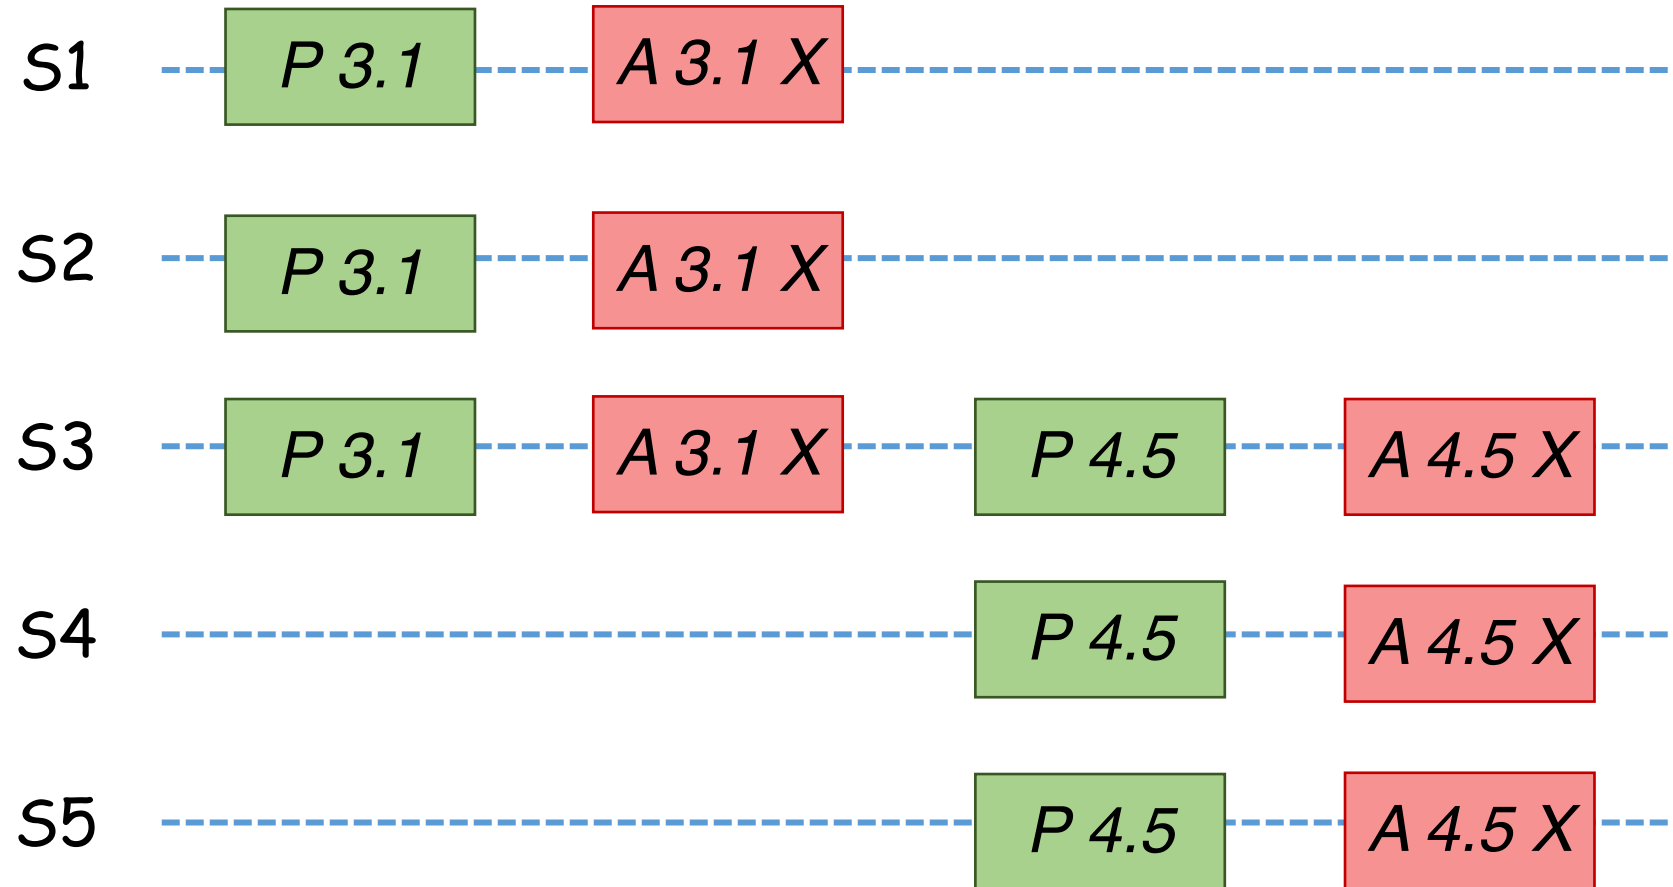 S1 P 3.1 A 3.1 X
S2 P 3.1 A 3.1 X
S3 P 3.1 A 3.1 X P 4.5 A 4.5 X
S4 P 4.5 A 4.5 X
S5 P 4.5 A 4.5 X